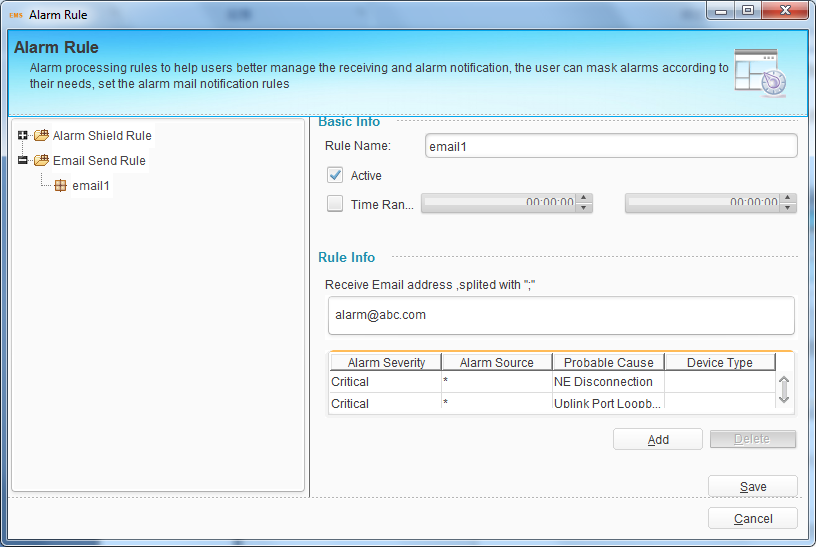 EMS Alarm Rule
Alarm Rule
Alarm processing rules to help users better manage the receiving and alarm notification, the user can mask alarms according to
their needs, set the alarm mail notification rules
Alarm Shield Rule
Email Send Rule
email1
Basic Info
Rule Name: email1
Active
Time Ran... 00:00:00 00:00:00
Rule Info
Receive Email address ,splited with ";"
alarm@abc.com
Alarm Severity Alarm Source Probable Cause Device Type
Critical * NE Disconnection
Critical * Uplink Port Loopb...
Add Delete
Save
Cancel